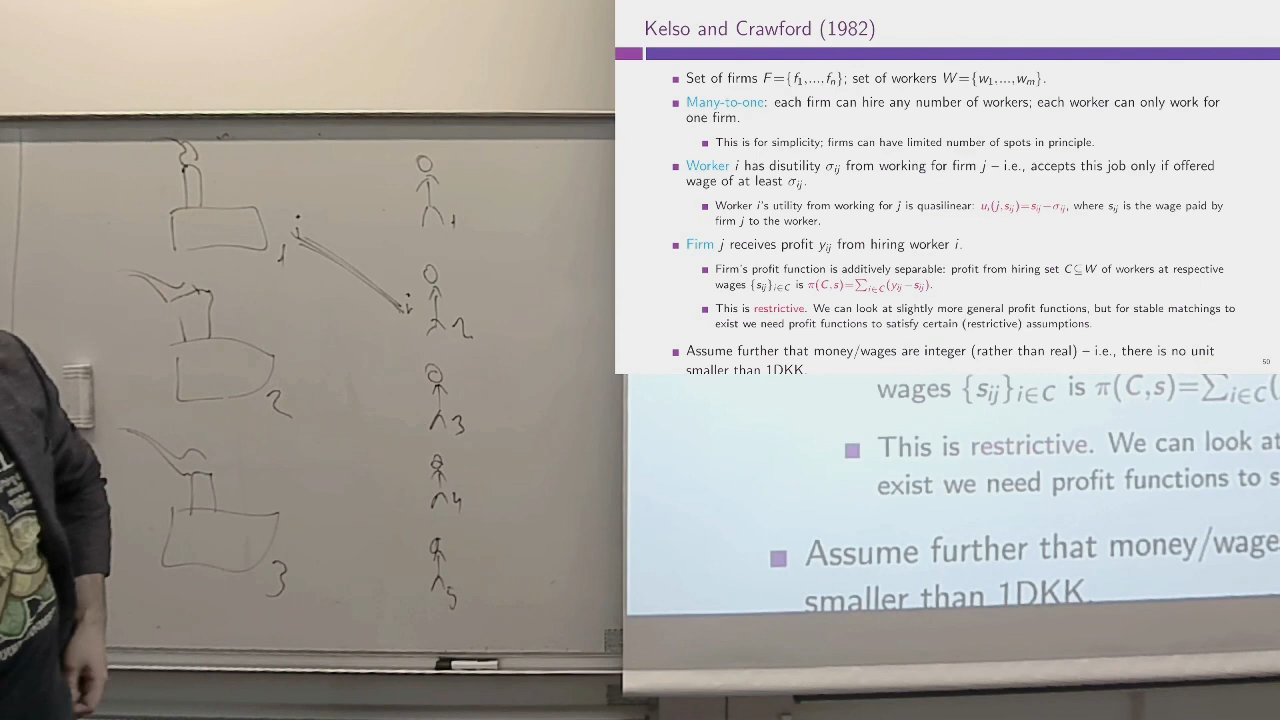 Kelso and Crawford (1982)
Set of firms F={f1,...,fn}; set of workers W={w1,...,wm}.
Many-to-one: each firm can hire any number of workers; each worker can only work for
one firm.
This is for simplicity; firms can have limited number of spots in principle.
Worker i has disutility σij from working for firm j – i.e., accepts this job only if offered
wage of at least σij.
Worker i's utility from working for j is quasilinear: ui(j,sij)=sij−σij, where sij is the wage paid by
firm j to the worker.
Firm j receives profit yij from hiring worker i.
Firm's profit function is additively separable: profit from hiring set C⊆W of workers at respective
wages {sij}i∈C is π(C,s)=∑i∈C(yij−sij).
This is restrictive. We can look at slightly more general profit functions, but for stable matchings to
exist we need profit functions to satisfy certain (restrictive) assumptions.
Assume further that money/wages are integer (rather than real) – i.e., there is no unit
smaller than 1DKK.
50
wages {sij}i∈C is π(C,s)=∑i∈C(
This is restrictive. We can look at
exist we need profit functions to s
Assume further that money/wage
smaller than 1DKK.
1
1
j
i
2
2
3
3
4
5